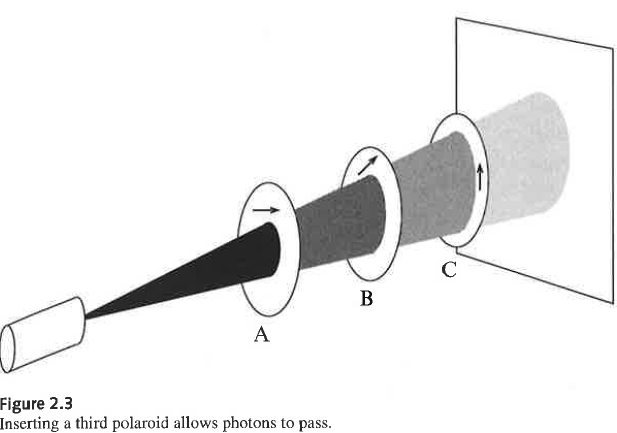 A
B
C
Figure 2.3
Inserting a third polaroid allows photons to pass.